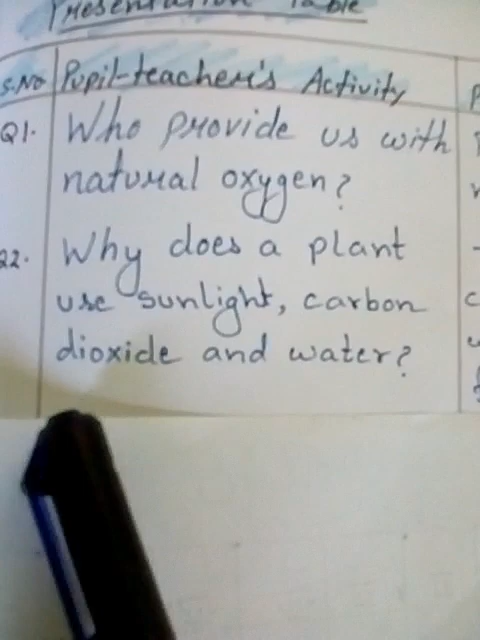 Presentation Table
S.No Pupil-teacher's Activity
Q1. Who provide us with
natural oxygen?
Q2. Why does a plant
use sunlight, carbon
dioxide and water?